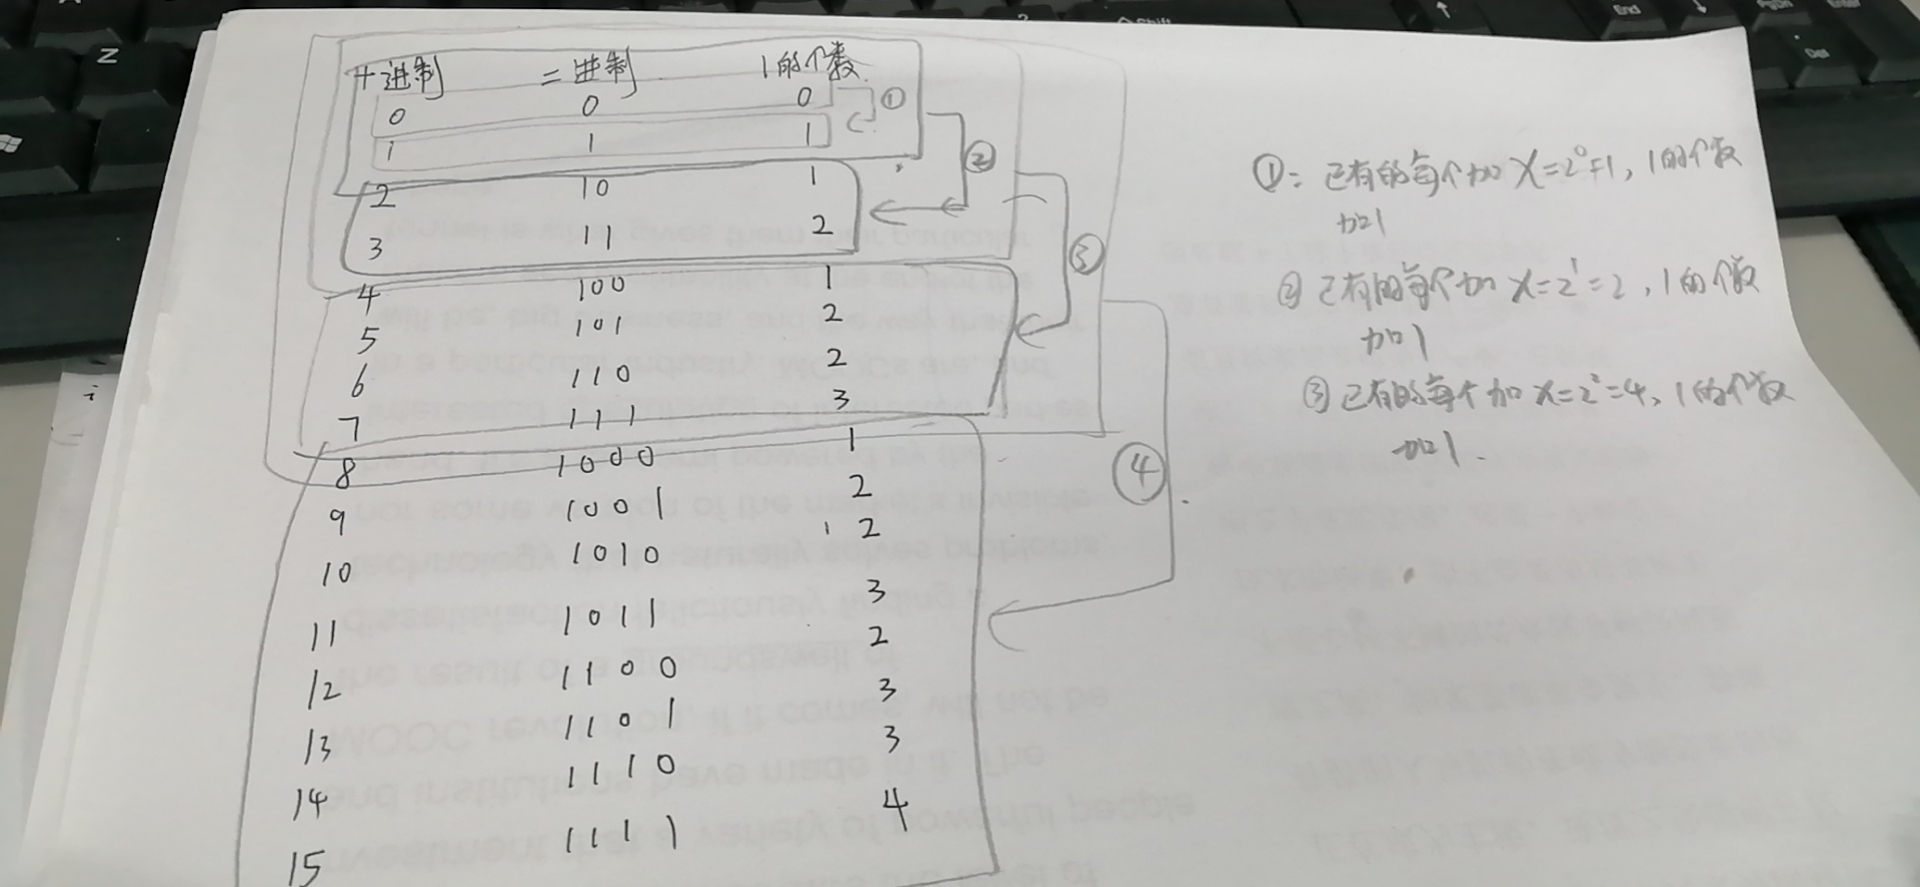 十进制 二进制 1的个数
0 0 0 ①
1 1 1
2 10 1 ②
3 11 2
4 100 1 ③
5 101 2
6 110 2
7 111 3
8 1000 1 ④
9 1001 2
10 1010 2
11 1011 3
12 1100 2
13 1101 3
14 1110 3
15 1111 4
①: 已有的每个加 X=2⁰=1, 1的个数
加1
② 已有的每个加 X=2¹=2, 1的个数
加1
③ 已有的每个加 X=2²=4, 1的个数
加1.